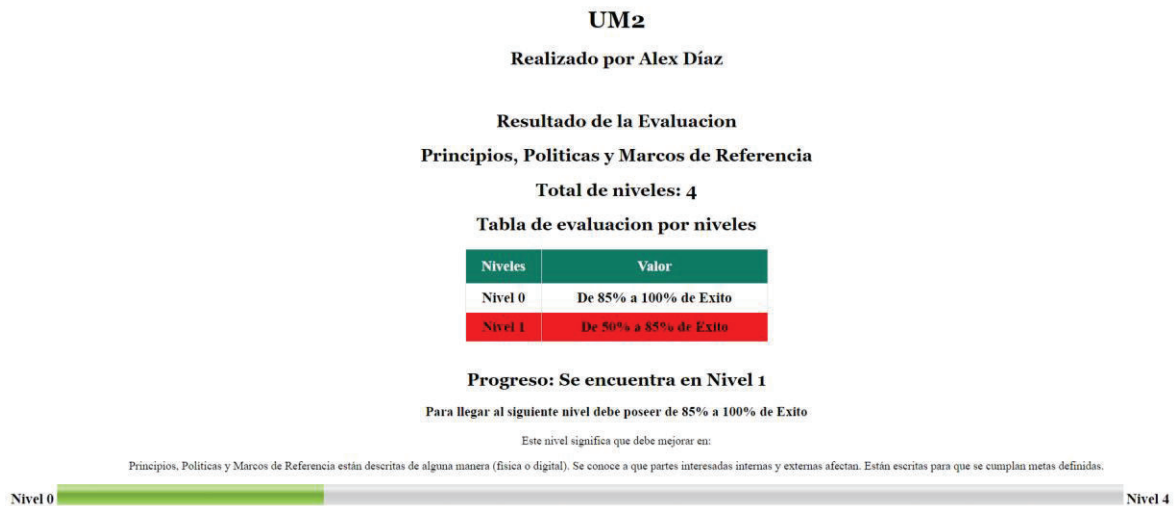 UM2
Realizado por Alex Díaz
Resultado de la Evaluacion
Principios, Politicas y Marcos de Referencia
Total de niveles: 4
Tabla de evaluacion por niveles
Niveles Valor
Nivel 0 De 85% a 100% de Exito
Nivel 1 De 50% a 85% de Exito
Progreso: Se encuentra en Nivel 1
Para llegar al siguiente nivel debe poseer de 85% a 100% de Exito
Este nivel significa que debe mejorar en:
Principios, Politicas y Marcos de Referencia están descritas de alguna manera (fisica o digital). Se conoce a que partes interesadas internas y externas afectan. Están escritas para que se cumplan metas definidas.
Nivel 0 Nivel 4